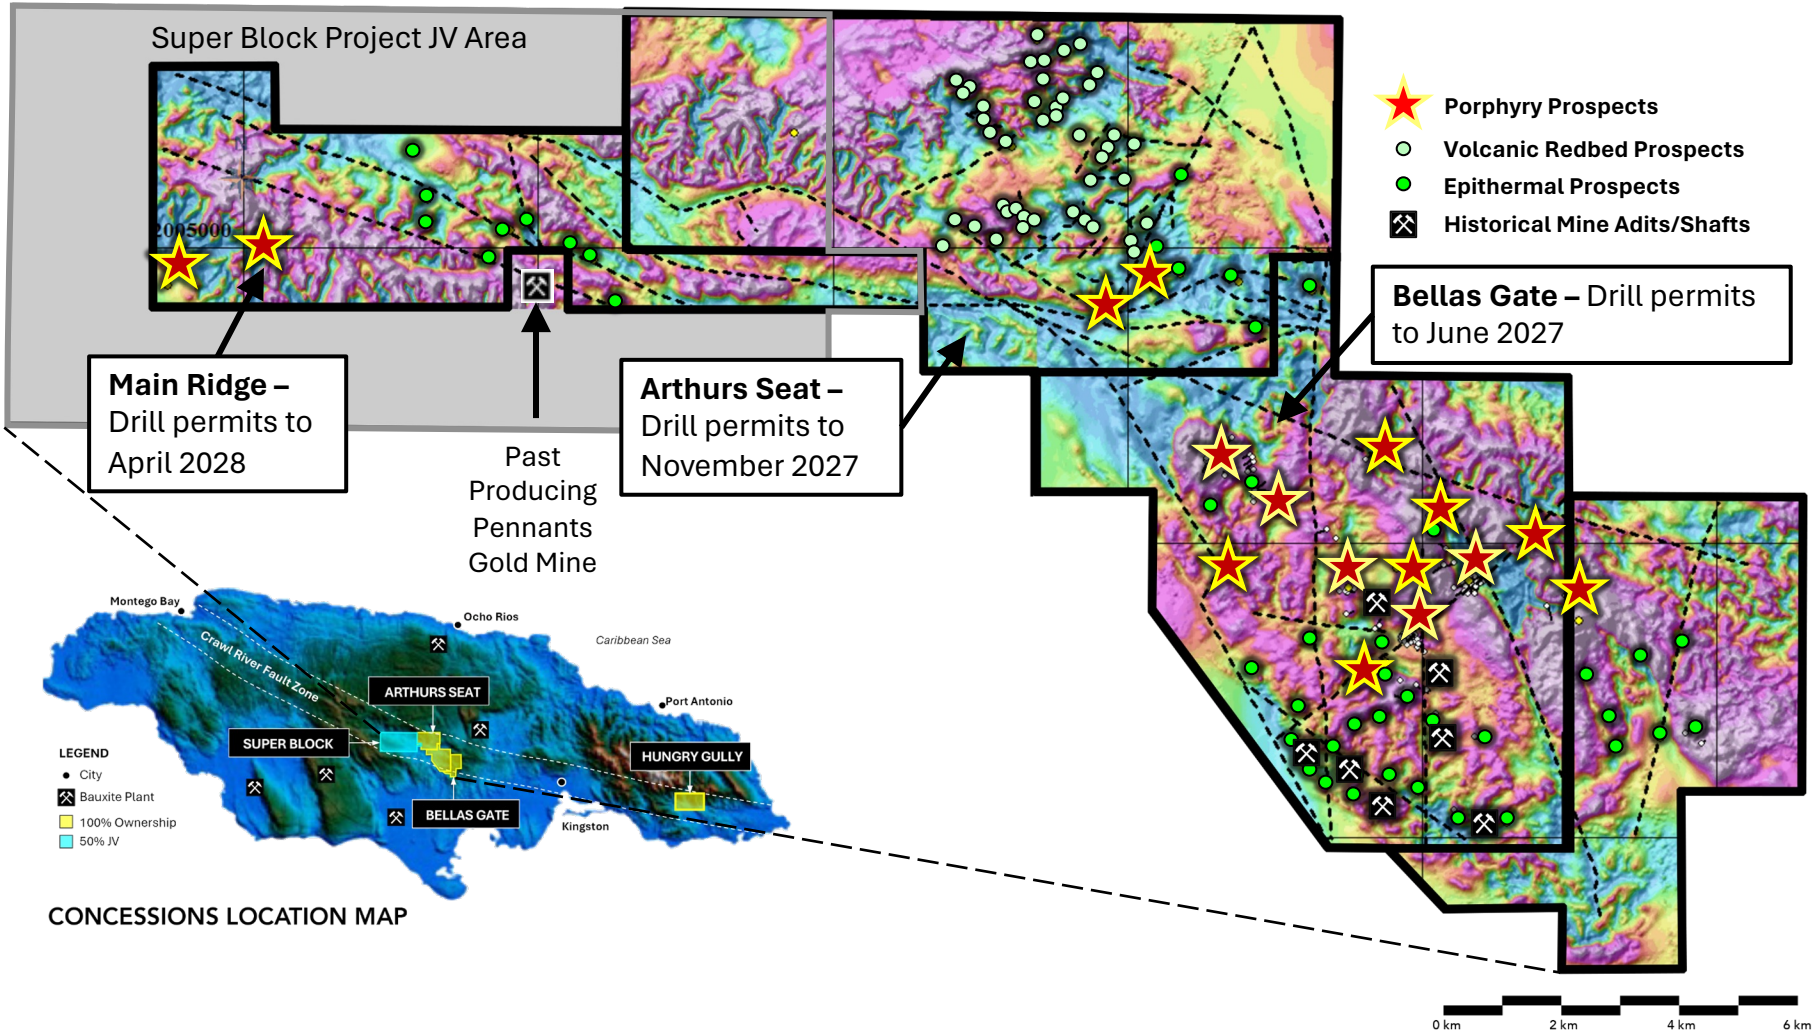 Super Block Project JV Area
2005000
Porphyry Prospects
Volcanic Redbed Prospects
Epithermal Prospects
Historical Mine Adits/Shafts
Bellas Gate – Drill permits
to June 2027
Main Ridge –
Drill permits to
April 2028
Arthurs Seat –
Drill permits to
November 2027
Past
Producing
Pennants
Gold Mine
Montego Bay
Ocho Rios
Caribbean Sea
Crawl River Fault Zone
ARTHURS SEAT
Port Antonio
SUPER BLOCK
HUNGRY GULLY
BELLAS GATE
Kingston
LEGEND
City
Bauxite Plant
100% Ownership
50% JV
CONCESSIONS LOCATION MAP
0 km
2 km
4 km
6 km